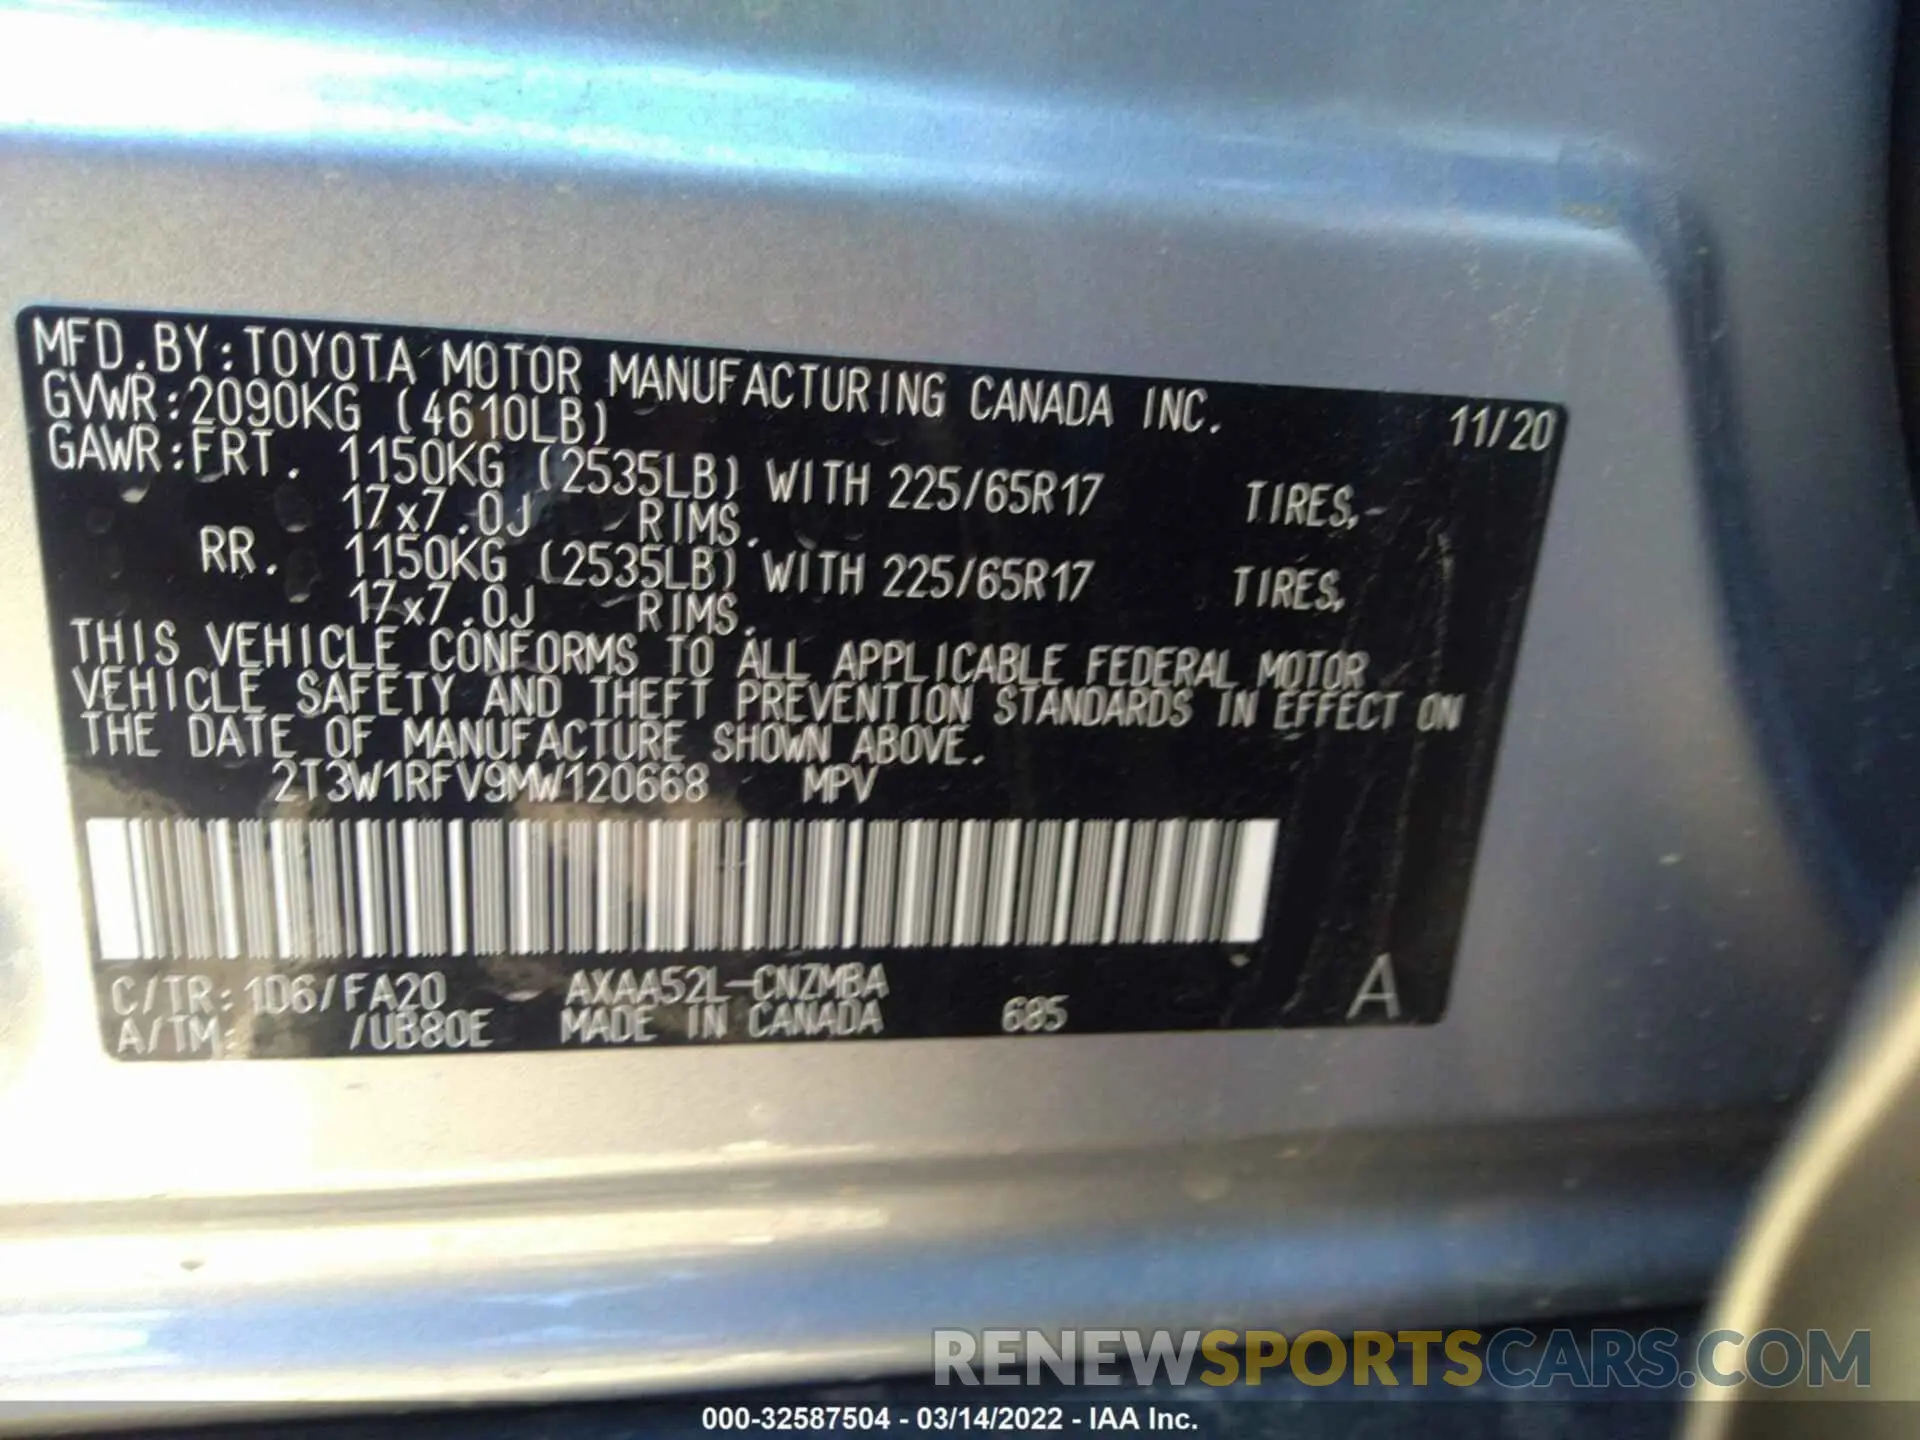 MFD.BY:TOYOTA MOTOR MANUFACTURING CANADA INC. 11/20
GVWR:2090KG (4610LB)
GAWR:FRT. 1150KG (2535LB) WITH 225/65R17 TIRES,
17x7.0J RIMS.
RR. 1150KG (2535LB) WITH 225/65R17 TIRES,
17x7.0J RIMS.
THIS VEHICLE CONFORMS TO ALL APPLICABLE FEDERAL MOTOR
VEHICLE SAFETY AND THEFT PREVENTION STANDARDS IN EFFECT ON
THE DATE OF MANUFACTURE SHOWN ABOVE.
2T3W1RFV9MW120668 MPV
C/TR:1D6/FA20 AXAA52L-CNZMBA A
A/TM: /UB80E MADE IN CANADA 685
RENEWSPORTSCARS.COM
000-32587504 - 03/14/2022 - IAA Inc.